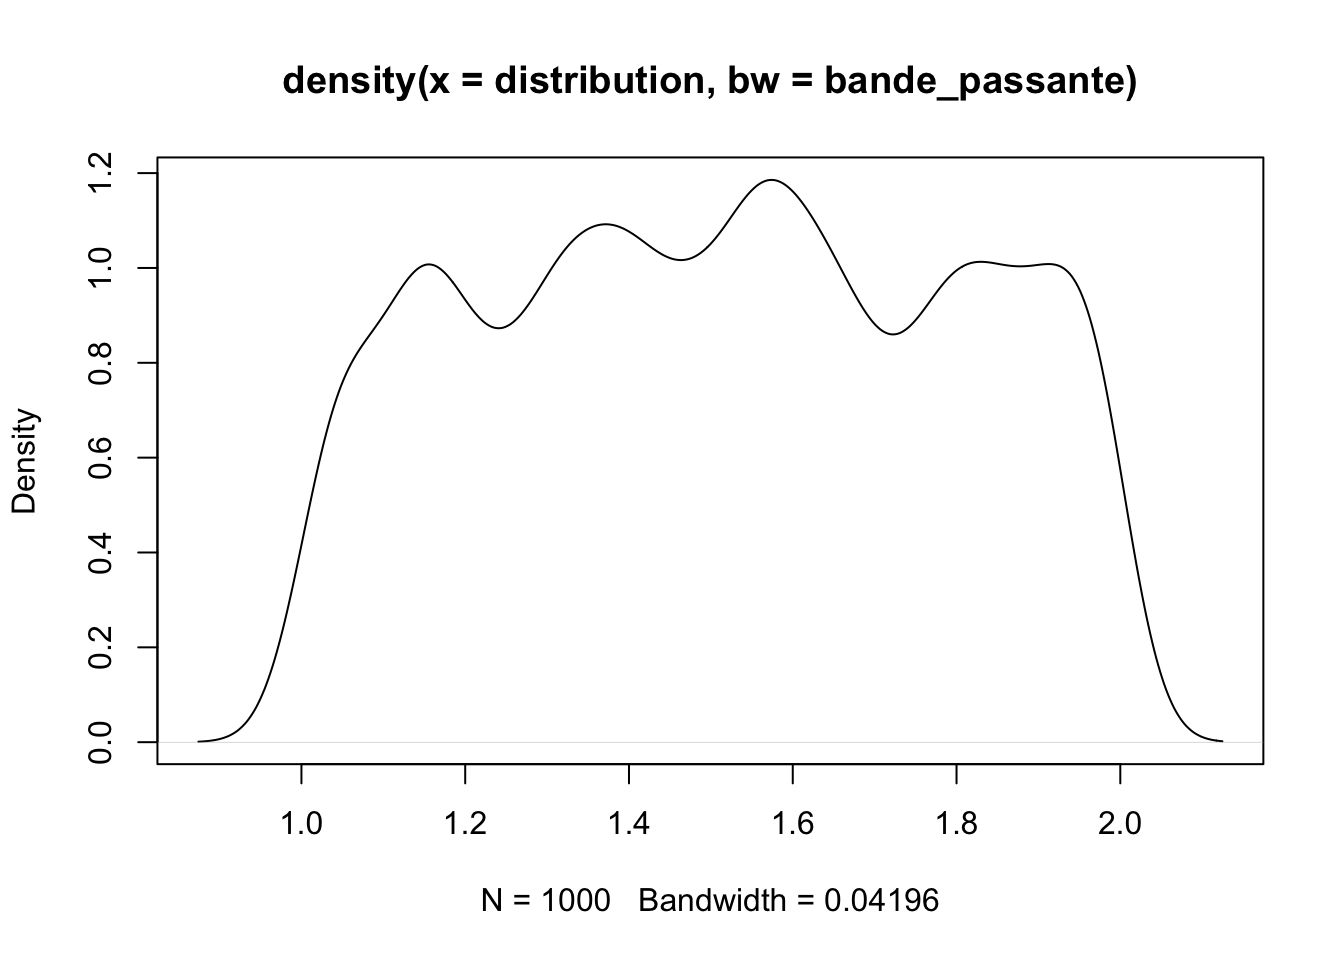 density(x = distribution, bw = bande_passante)
1.2
1.0
0.8
0.6
0.4
0.2
0.0
Density
1.0 1.2 1.4 1.6 1.8 2.0
N = 1000 Bandwidth = 0.04196